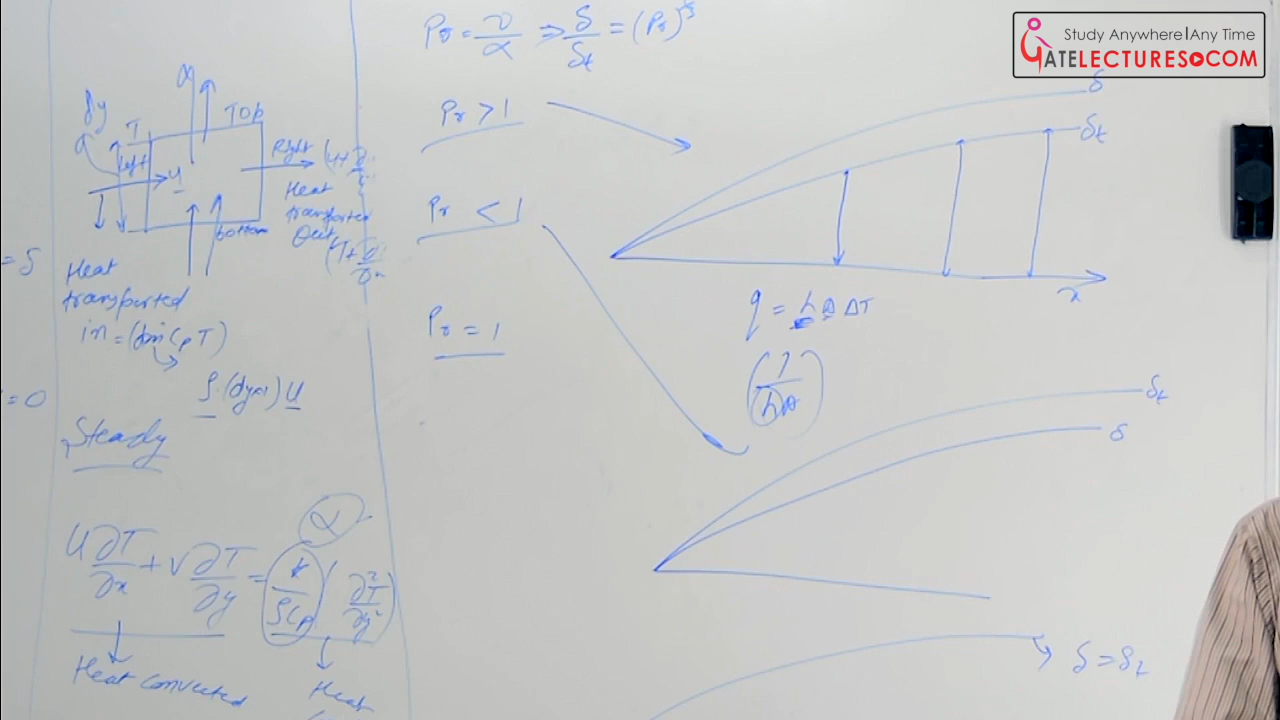 Study Anywhere | Any Time
GATELECTURES.COM
Pr = ν/α ⇒ δ/δt = (Pr)^1/3
Pr > 1
Pr < 1
Pr = 1
δ
δt
x
q = h A ΔT
(1/hA)
δt
δ
δ = δt
dy
T
Top
left
u
Right
Heat
transported
Out
bottom
= δ
Heat
transported
in = (ṁ Cp T)
ρ (dy×1) u
= 0
Steady
u ∂T/∂x + v ∂T/∂y = k/ρCp (∂²T/∂y²)
α
Heat convected
Heat